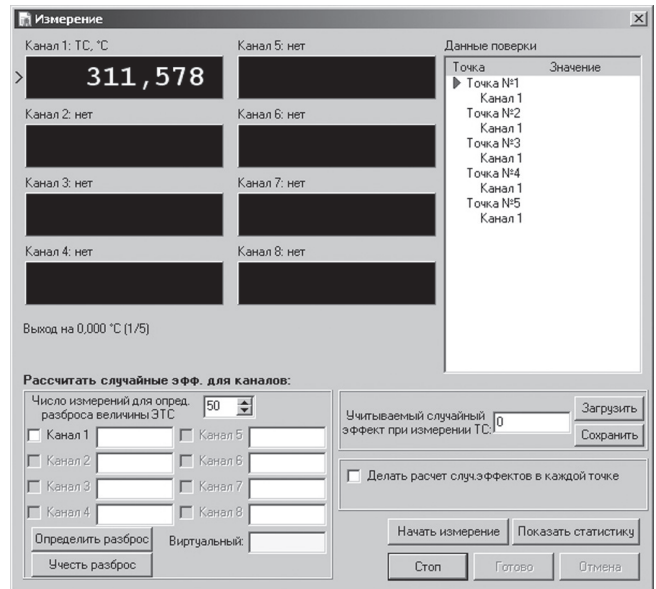 Измерение
Канал 1: ТС, °С
Канал 5: нет
311,578
Канал 2: нет
Канал 6: нет
Канал 3: нет
Канал 7: нет
Канал 4: нет
Канал 8: нет
Выход на 0,000 °С (1/5)
Данные поверки
Точка Значение
Точка №1
Канал 1
Точка №2
Канал 1
Точка №3
Канал 1
Точка №4
Канал 1
Точка №5
Канал 1
Рассчитать случайные эфф. для каналов:
Число измерений для опред.
разброса величины ЭТС
50
Канал 1
Канал 5
Канал 2
Канал 6
Канал 3
Канал 7
Канал 4
Канал 8
Определить разброс
Виртуальный:
Учесть разброс
Учитываемый случайный
эффект при измерении ТС:
0
Загрузить
Сохранить
Делать расчет случ.эффектов в каждой точке
Начать измерение
Показать статистику
Стоп
Готово
Отмена